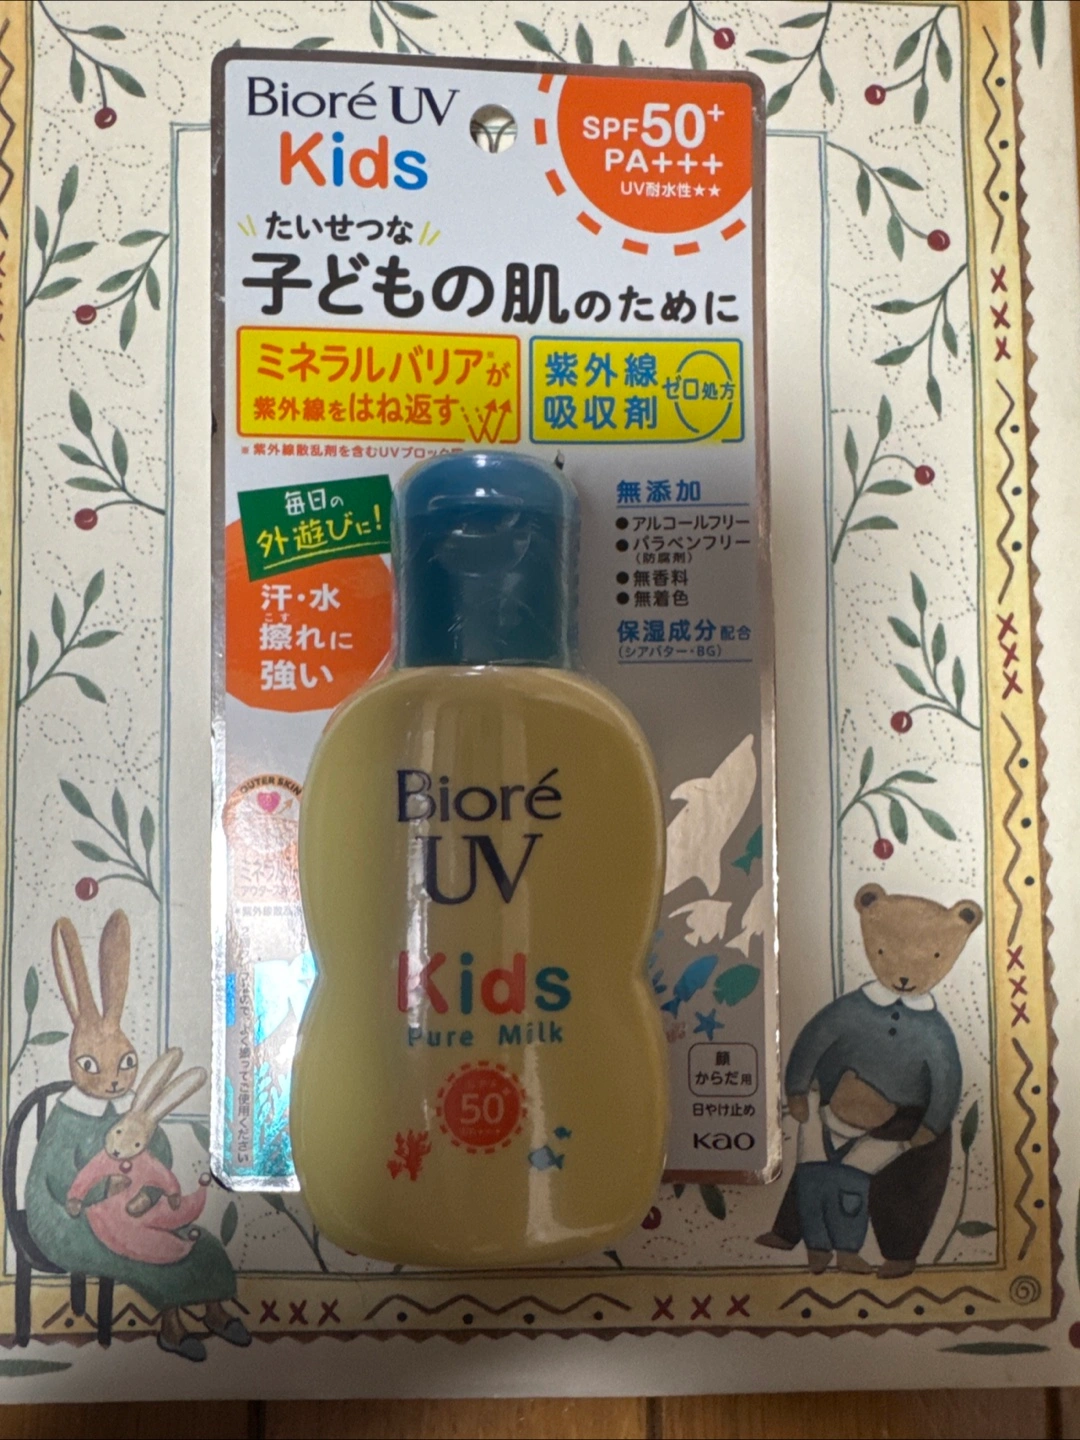 Bioré UV
Kids
SPF50+
PA+++
UV耐水性★★
たいせつな
子どもの肌のために
ミネラルバリア※が
紫外線をはね返す
紫外線
吸収剤
ゼロ処方
※紫外線散乱剤を含むUVブロック
毎日の
外遊びに!
汗・水
こす
擦れに
強い
無添加
●アルコールフリー
●パラベンフリー
(防腐剤)
●無香料
●無着色
保湿成分配合
(シアバター・BG)
OUTER SKIN
Bioré
UV
Kids
Pure Milk
50+
顔
からだ用
日やけ止め
Kao